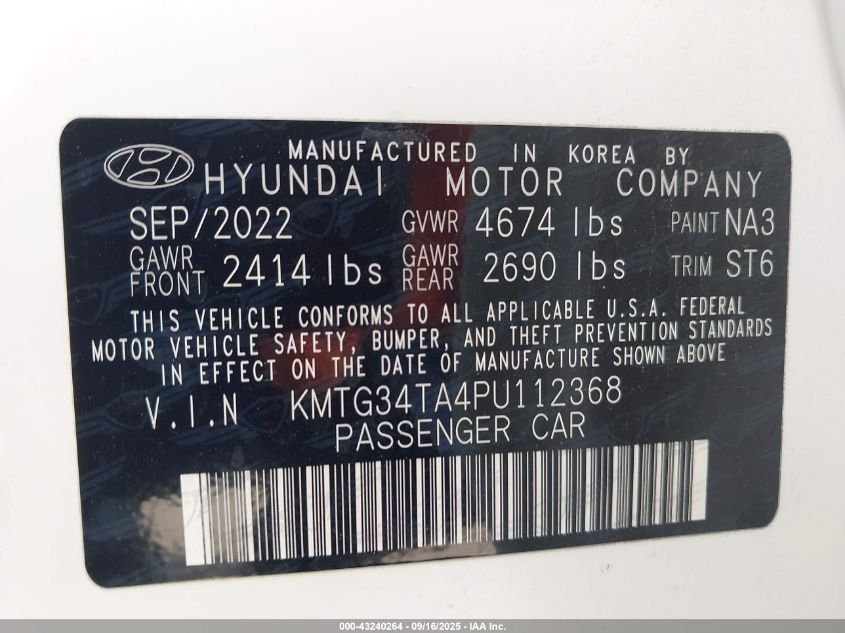 MANUFACTURED IN KOREA BY
HYUNDAI MOTOR COMPANY
SEP/2022 GVWR 4674 lbs PAINT NA3
GAWR FRONT 2414 lbs GAWR REAR 2690 lbs TRIM ST6
THIS VEHICLE CONFORMS TO ALL APPLICABLE U.S.A. FEDERAL
MOTOR VEHICLE SAFETY, BUMPER, AND THEFT PREVENTION STANDARDS
IN EFFECT ON THE DATE OF MANUFACTURE SHOWN ABOVE
V.I.N KMTG34TA4PU112368
PASSENGER CAR
000-43240264 - 09/16/2025 - IAA Inc.